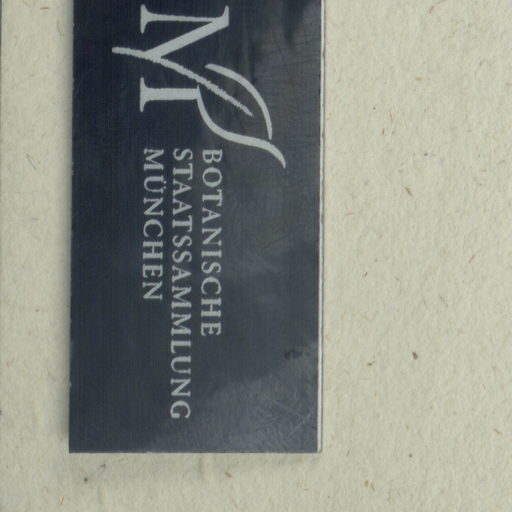 M
BOTANISCHE
STAATSSAMMLUNG
MÜNCHEN